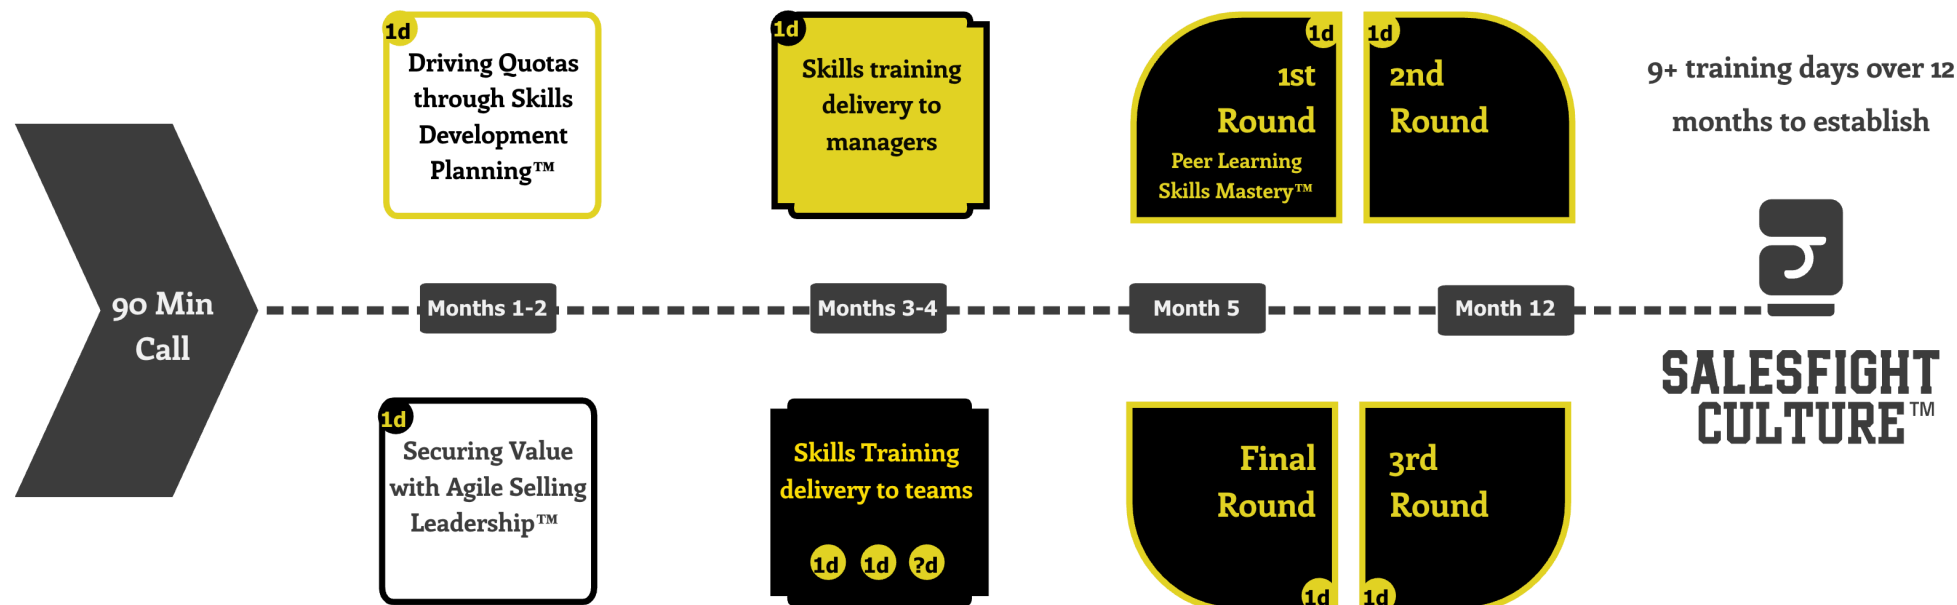 90 Min
Call
1d
Driving Quotas
through Skills
Development
Planning™
Months 1-2
1d
Securing Value
with Agile Selling
Leadership™
1d
Skills training
delivery to
managers
Months 3-4
Skills Training
delivery to teams
1d 1d ?d
1d
1st
Round
Peer Learning
Skills Mastery™
1d
2nd
Round
Month 5
Month 12
Final
Round
1d
3rd
Round
1d
9+ training days over 12
months to establish
SALESFIGHT
CULTURE™